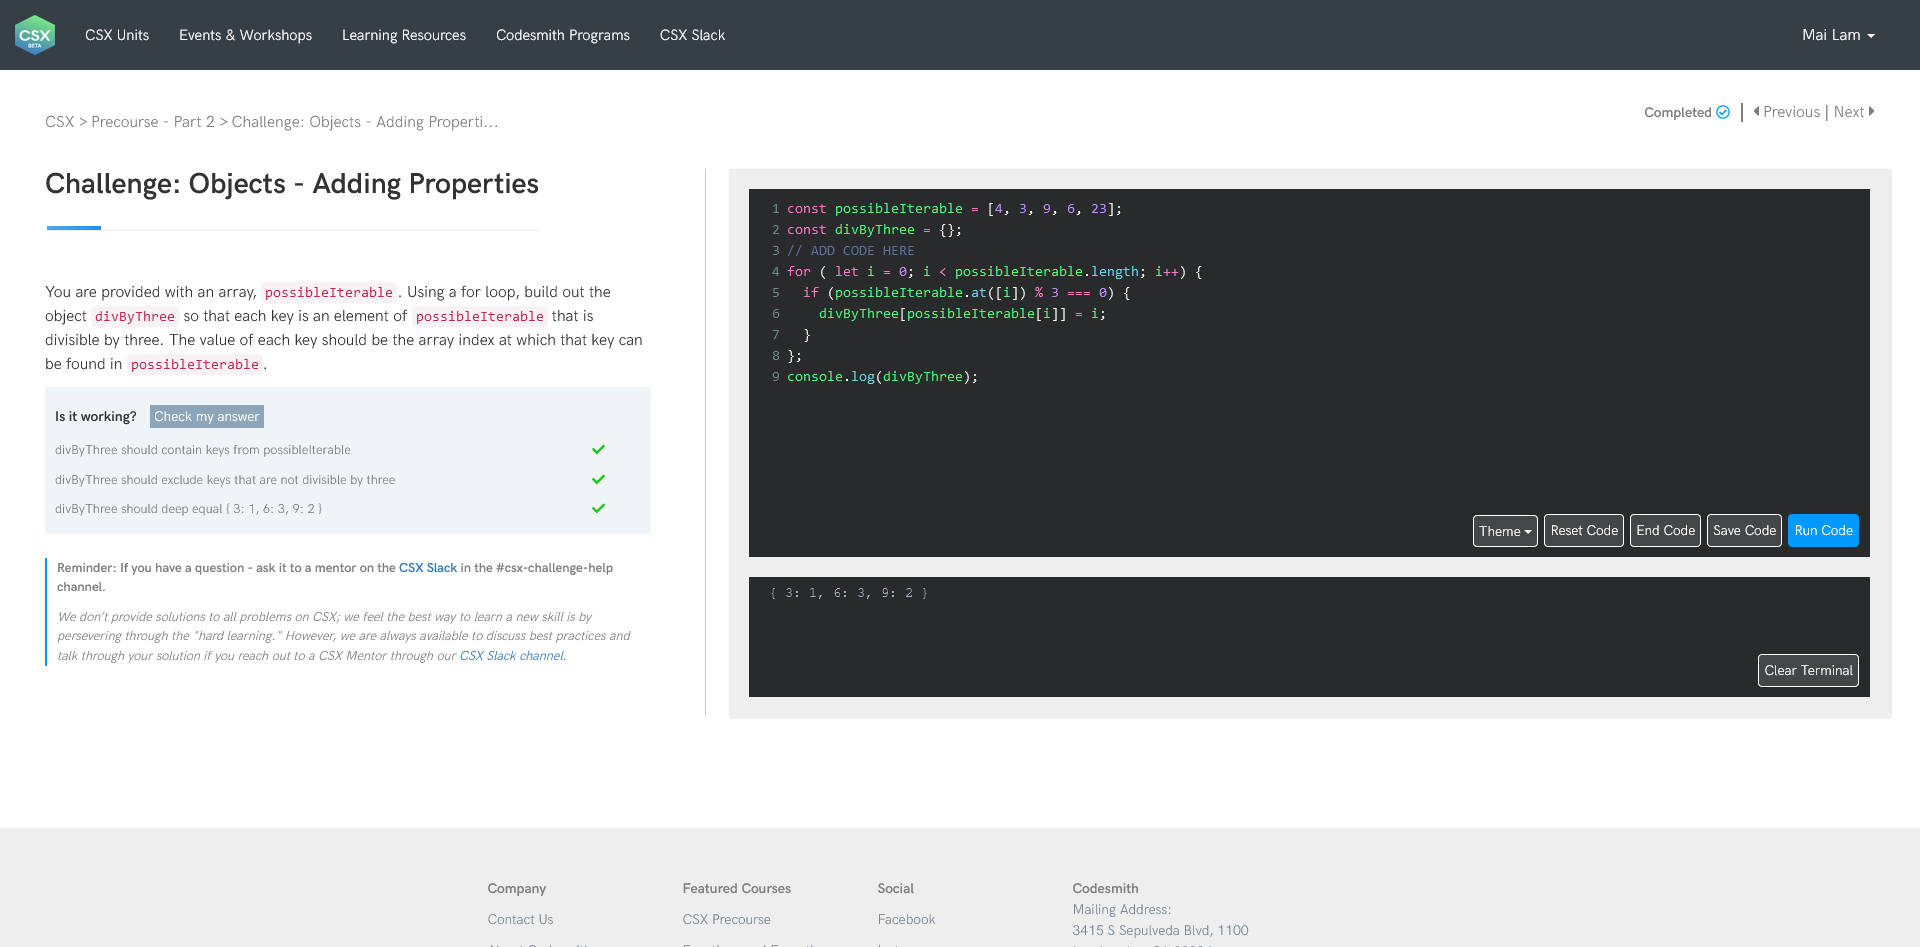 CSX
BETA
CSX Units
Events & Workshops
Learning Resources
Codesmith Programs
CSX Slack
Mai Lam
CSX > Precourse - Part 2 > Challenge: Objects - Adding Properti...
Completed
Previous | Next
Challenge: Objects - Adding Properties
You are provided with an array, possibleIterable. Using a for loop, build out the
object divByThree so that each key is an element of possibleIterable that is
divisible by three. The value of each key should be the array index at which that key can
be found in possibleIterable.
Is it working? Check my answer
divByThree should contain keys from possibleIterable
divByThree should exclude keys that are not divisible by three
divByThree should deep equal { 3: 1, 6: 3, 9: 2 }
Reminder: If you have a question - ask it to a mentor on the CSX Slack in the #csx-challenge-help
channel.
We don't provide solutions to all problems on CSX; we feel the best way to learn a new skill is by
persevering through the "hard learning." However, we are always available to discuss best practices and
talk through your solution if you reach out to a CSX Mentor through our CSX Slack channel.
1 const possibleIterable = [4, 3, 9, 6, 23];
2 const divByThree = {};
3 // ADD CODE HERE
4 for ( let i = 0; i < possibleIterable.length; i++) {
5   if (possibleIterable.at([i]) % 3 === 0) {
6     divByThree[possibleIterable[i]] = i;
7   }
8 };
9 console.log(divByThree);
Theme
Reset Code
End Code
Save Code
Run Code
{ 3: 1, 6: 3, 9: 2 }
Clear Terminal
Company
Contact Us
Featured Courses
CSX Precourse
Social
Facebook
Codesmith
Mailing Address:
3415 S Sepulveda Blvd, 1100